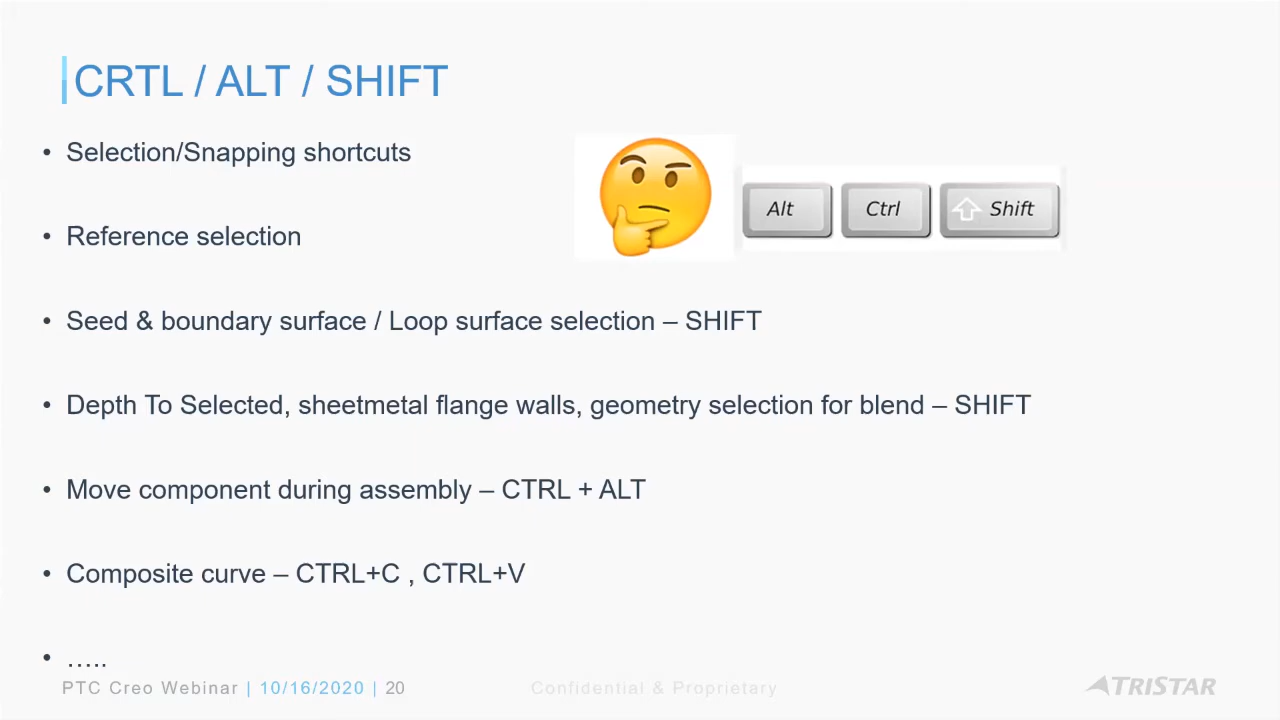 CRTL / ALT / SHIFT
• Selection/Snapping shortcuts
Alt Ctrl Shift
• Reference selection
• Seed & boundary surface / Loop surface selection – SHIFT
• Depth To Selected, sheetmetal flange walls, geometry selection for blend – SHIFT
• Move component during assembly – CTRL + ALT
• Composite curve – CTRL+C , CTRL+V
• …..
PTC Creo Webinar | 10/16/2020 | 20 Confidential & Proprietary TRISTAR